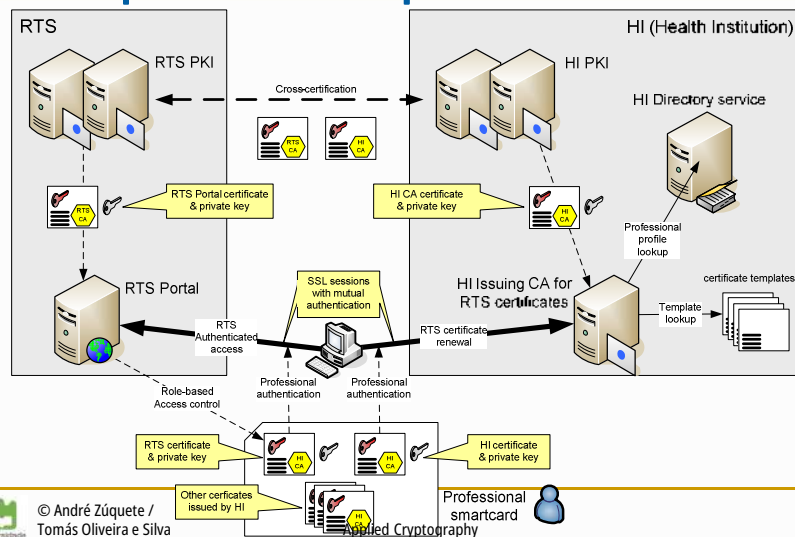 RTS
HI (Health Institution)
RTS PKI
HI PKI
Cross-certification
HI Directory service
RTS
CA
HI
CA
RTS
CA
RTS Portal certificate
& private key
HI CA certificate
& private key
HI
CA
Professional
profile
lookup
RTS Portal
SSL sessions
with mutual
authentication
HI Issuing CA for
RTS certificates
certificate templates
Template
lookup
RTS
Authenticated
access
RTS certificate
renewal
Professional
authentication
Professional
authentication
Role-based
Access control
RTS certificate
& private key
HI
CA
HI
CA
HI certificate
& private key
Other cerficates
issued by HI
HI
CA
Professional
smartcard
© André Zúquete /
Tomás Oliveira e Silva
Applied Cryptography